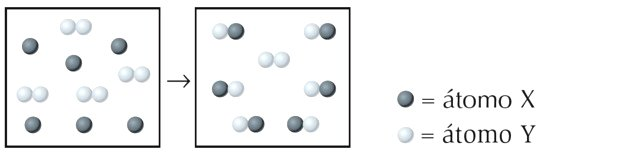 = átomo X
= átomo Y